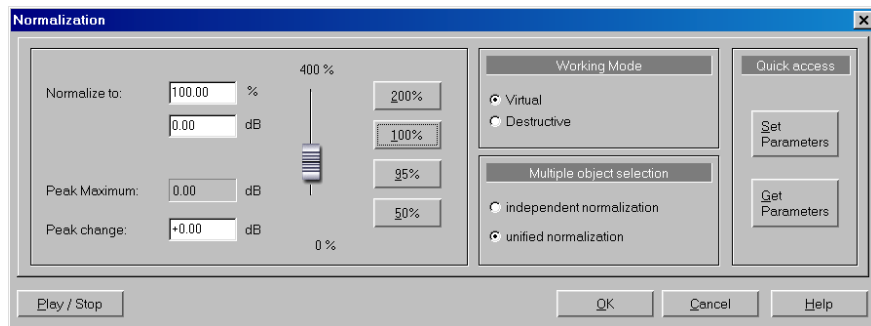 Normalization
400 %
Normalize to: 100.00 %
0.00 dB
Peak Maximum: 0.00 dB
Peak change: +0.00 dB
0 %
200%
100%
95%
50%
Working Mode
Virtual
Destructive
Multiple object selection
independent normalization
unified normalization
Quick access
Set
Parameters
Get
Parameters
Play / Stop
OK
Cancel
Help